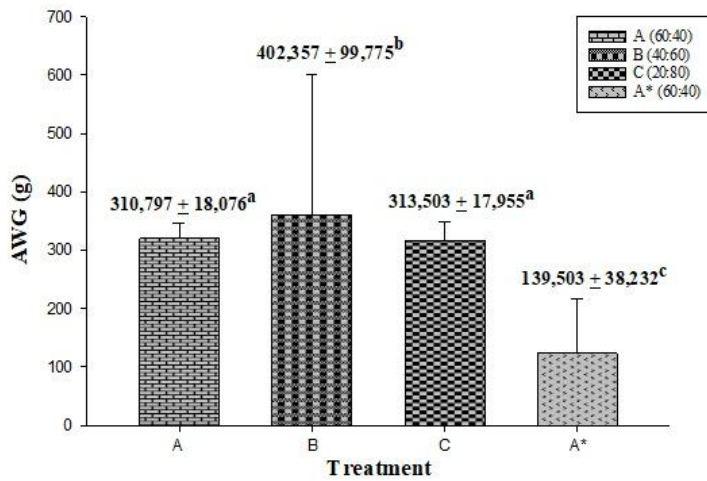 700
600
500
400
300
200
100
0
AWG (g)
310,797 ± 18,076ᵃ
402,357 ± 99,775ᵇ
313,503 ± 17,955ᵃ
139,503 ± 38,232ᶜ
A (60:40)
B (40:60)
C (20:80)
A* (60:40)
A B C A*
Treatment